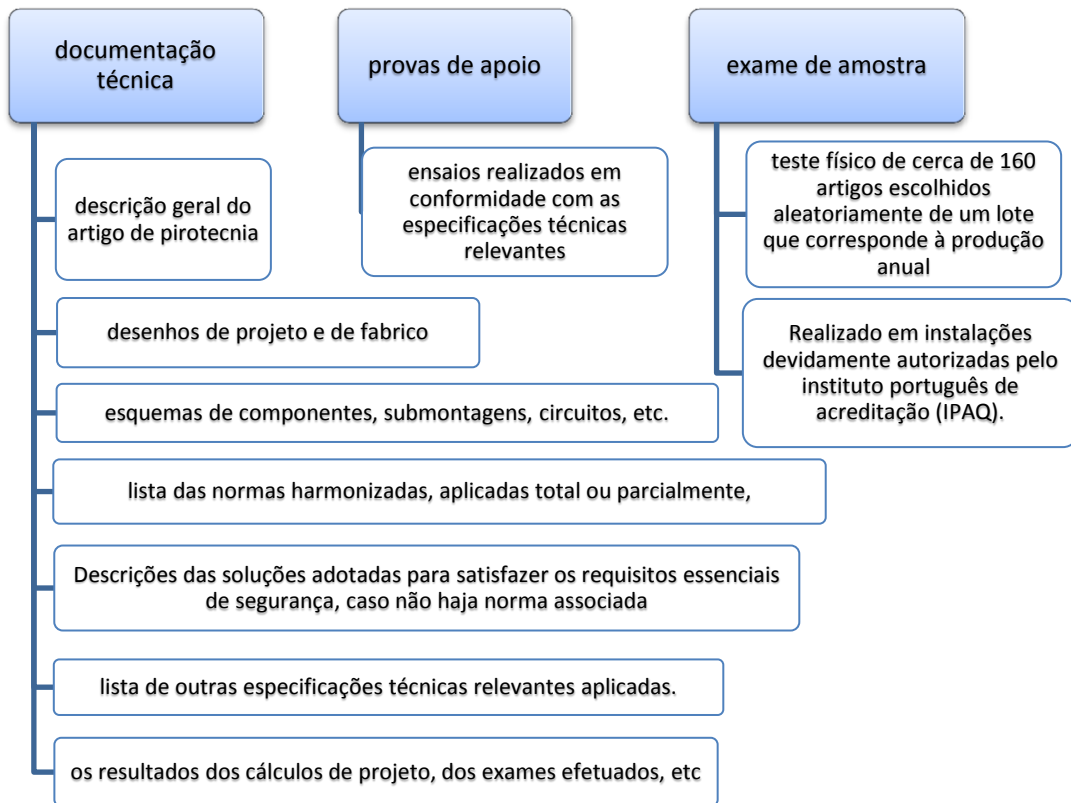 documentação
técnica
descrição geral do
artigo de pirotecnia
desenhos de projeto e de fabrico
esquemas de componentes, submontagens, circuitos, etc.
lista das normas harmonizadas, aplicadas total ou parcialmente,
Descrições das soluções adotadas para satisfazer os requisitos essenciais
de segurança, caso não haja norma associada
lista de outras especificações técnicas relevantes aplicadas.
os resultados dos cálculos de projeto, dos exames efetuados, etc
provas de apoio
ensaios realizados em
conformidade com as
especificações técnicas
relevantes
exame de amostra
teste físico de cerca de 160
artigos escolhidos
aleatoriamente de um lote
que corresponde à produção
anual
Realizado em instalações
devidamente autorizadas pelo
instituto português de
acreditação (IPAQ).